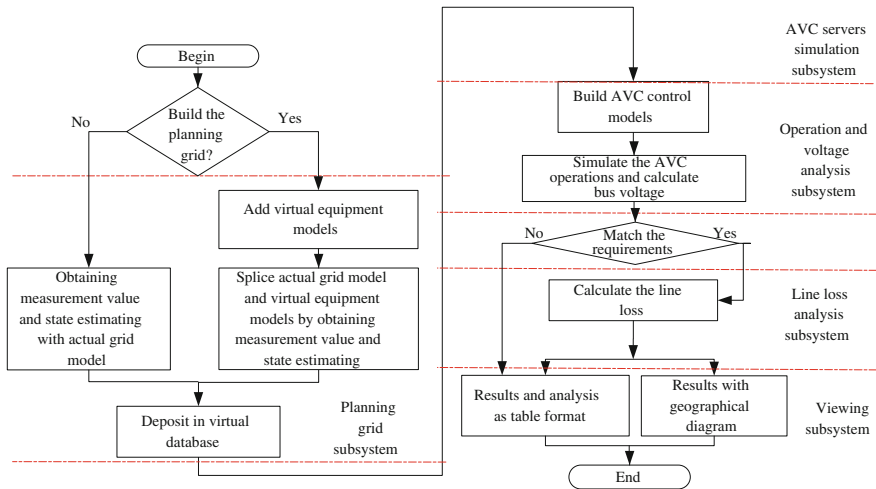 Begin
Build the
planning
grid?
No
Yes
Add virtual equipment
models
Obtaining
measurement value
and state estimating
with actual grid
model
Splice actual grid model
and virtual equipment
models by obtaining
measurement value and
state estimating
Deposit in virtual
database
Planning
grid
subsystem
AVC servers
simulation
subsystem
Build AVC control
models
Operation and
voltage
analysis
subsystem
Simulate the AVC
operations and calculate
bus voltage
No
Match the
requirements
Yes
Calculate the line
loss
Line loss
analysis
subsystem
Results and analysis
as table format
Results with
geographical
diagram
Viewing
subsystem
End